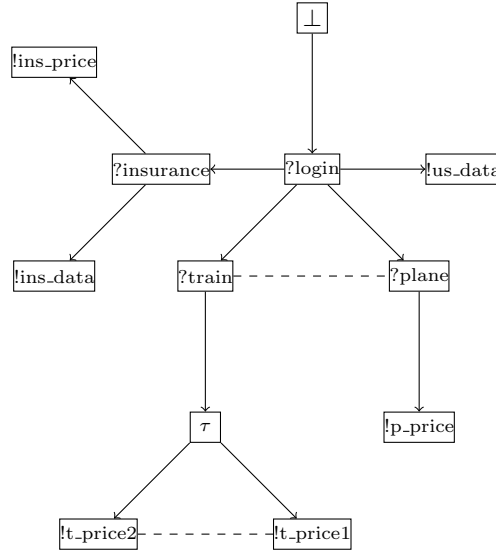 ⊥
!ins_price
?insurance
?login
!us_data
!ins_data
?train
?plane
τ
!p_price
!t_price2
!t_price1